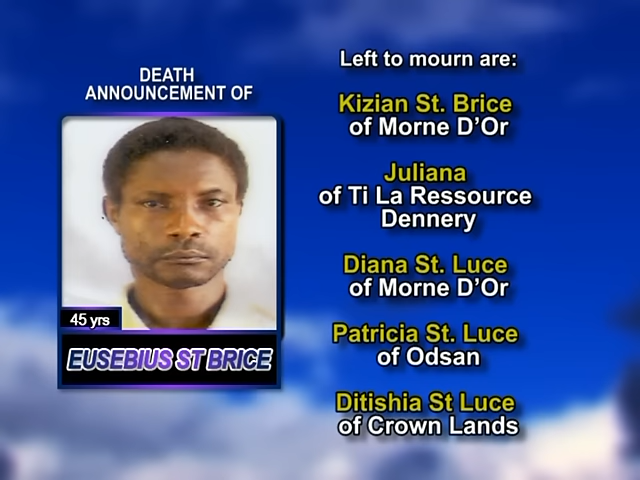 DEATH
ANNOUNCEMENT OF
45 yrs
EUSEBIUS ST BRICE
Left to mourn are:
Kizian St. Brice
of Morne D'Or
Juliana
of Ti La Ressource
Dennery
Diana St. Luce
of Morne D'Or
Patricia St. Luce
of Odsan
Ditishia St Luce
of Crown Lands